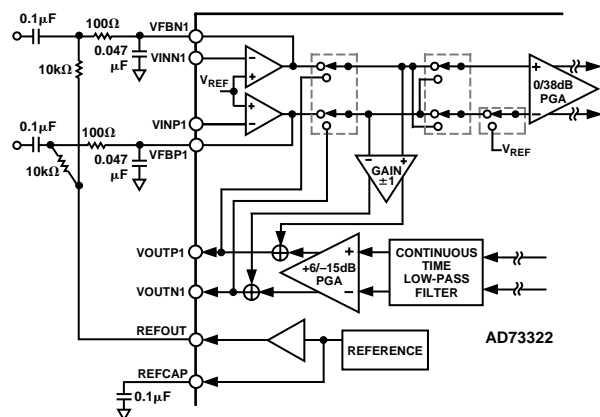 0.1µF
100Ω
VFBN1
0.047
µF
VINN1
10kΩ
VREF
0/38dB
PGA
0.1µF
100Ω
VINP1
0.047
µF
VFBP1
10kΩ
VREF
GAIN
±1
VOUTP1
+6/–15dB
PGA
CONTINUOUS
TIME
LOW-PASS
FILTER
VOUTN1
REFOUT
REFERENCE
AD73322
REFCAP
0.1µF